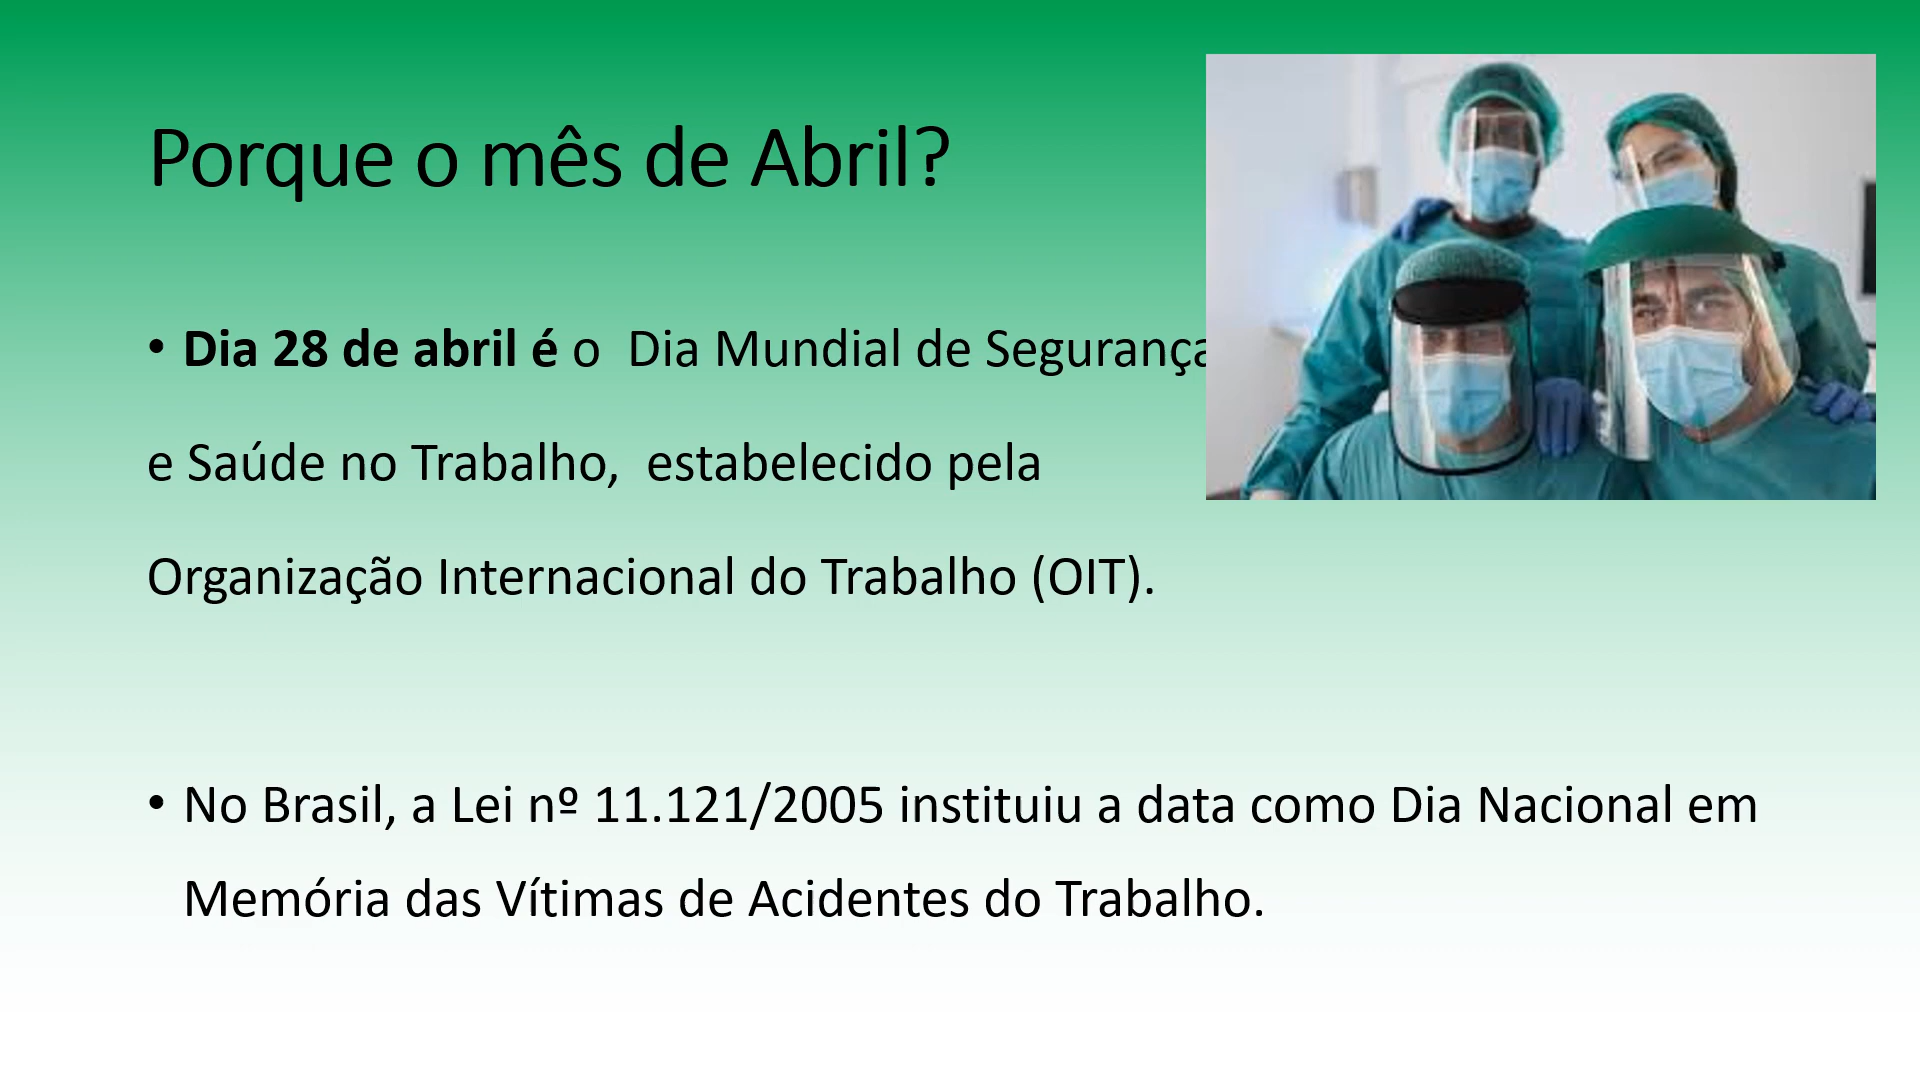 Porque o mês de Abril?
• Dia 28 de abril é o  Dia Mundial de Segurança
e Saúde no Trabalho,  estabelecido pela
Organização Internacional do Trabalho (OIT).
• No Brasil, a Lei nº 11.121/2005 instituiu a data como Dia Nacional em
Memória das Vítimas de Acidentes do Trabalho.